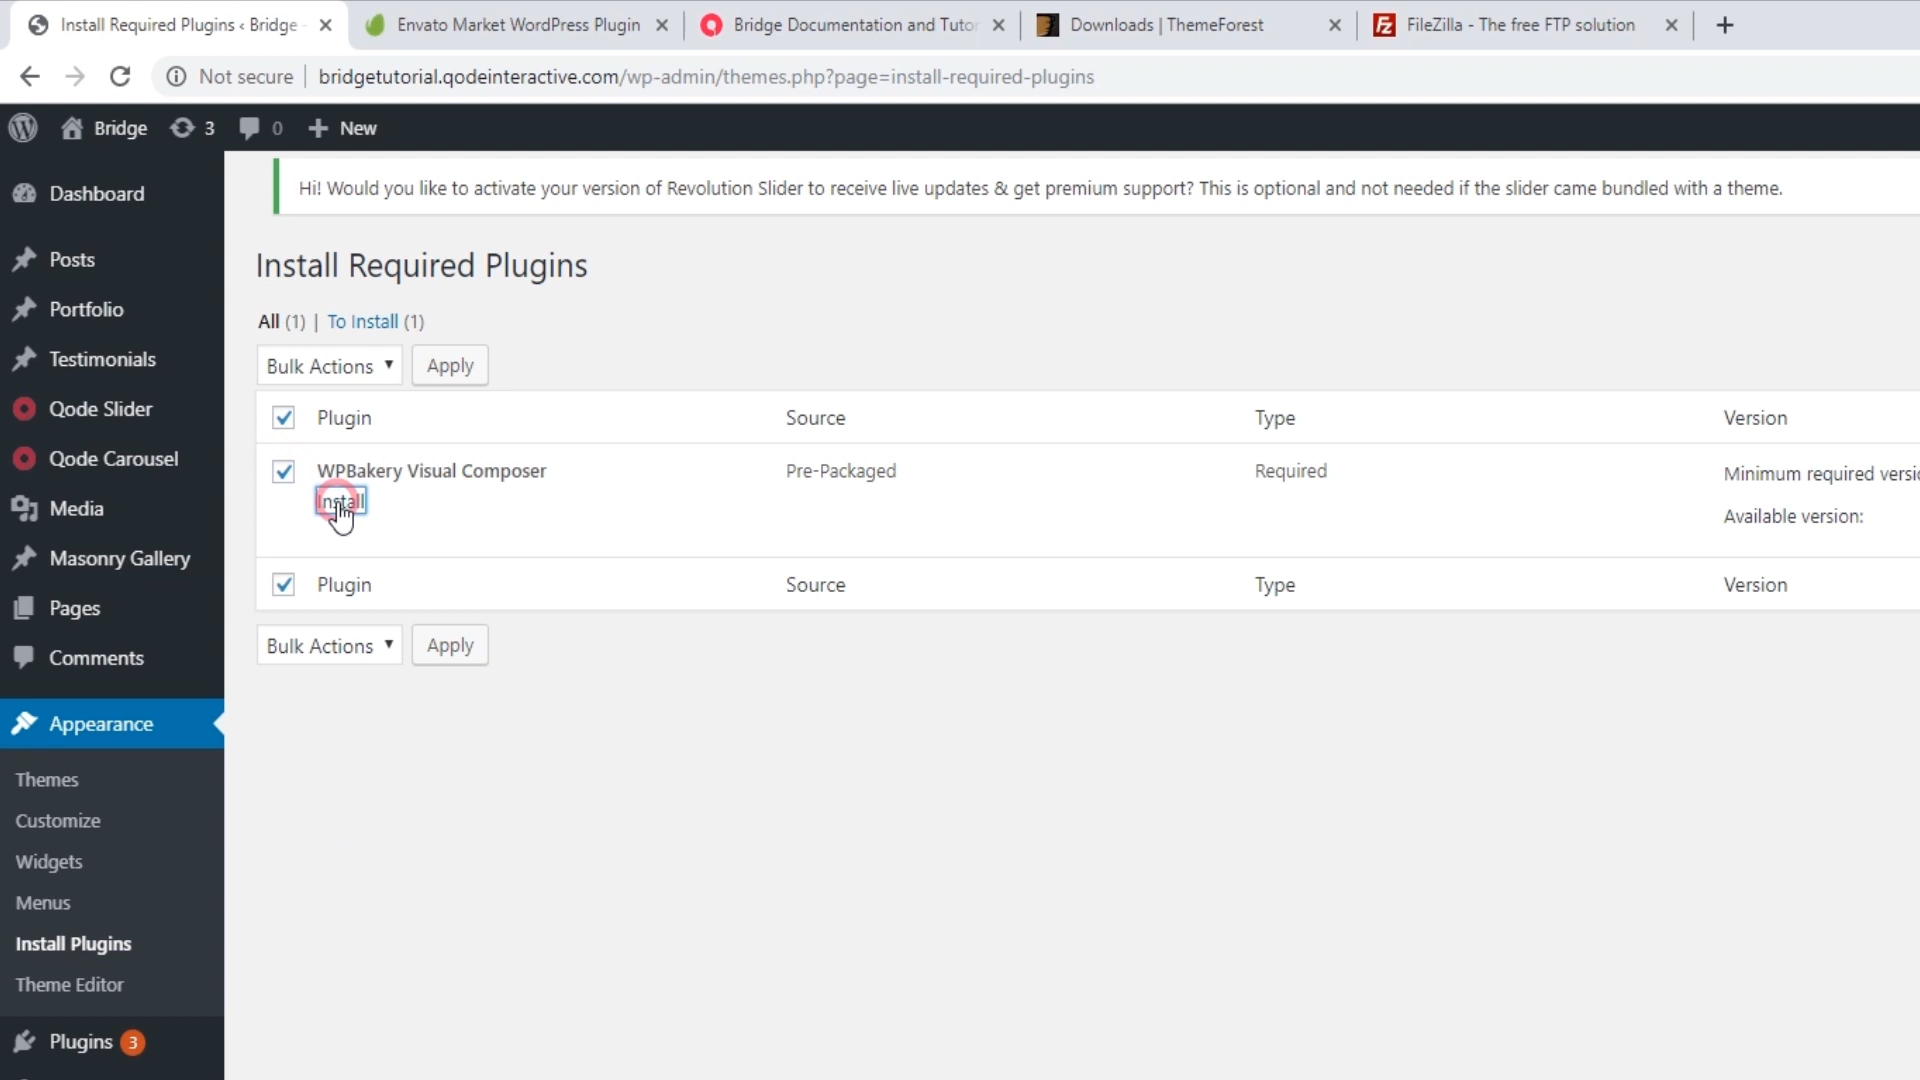 Install Required Plugins ‹ Bridge -
Envato Market WordPress Plugin
Bridge Documentation and Tutor
Downloads | ThemeForest
FileZilla - The free FTP solution
Not secure
bridgetutorial.qodeinteractive.com/wp-admin/themes.php?page=install-required-plugins
Bridge
3
0
New
Dashboard
Posts
Portfolio
Testimonials
Qode Slider
Qode Carousel
Media
Masonry Gallery
Pages
Comments
Appearance
Themes
Customize
Widgets
Menus
Install Plugins
Theme Editor
Plugins 3
Hi! Would you like to activate your version of Revolution Slider to receive live updates & get premium support? This is optional and not needed if the slider came bundled with a theme.
Install Required Plugins
All (1) | To Install (1)
Bulk Actions
Apply
Plugin Source Type Version
WPBakery Visual Composer Pre-Packaged Required Minimum required versio
Install
Available version:
Plugin Source Type Version
Bulk Actions
Apply